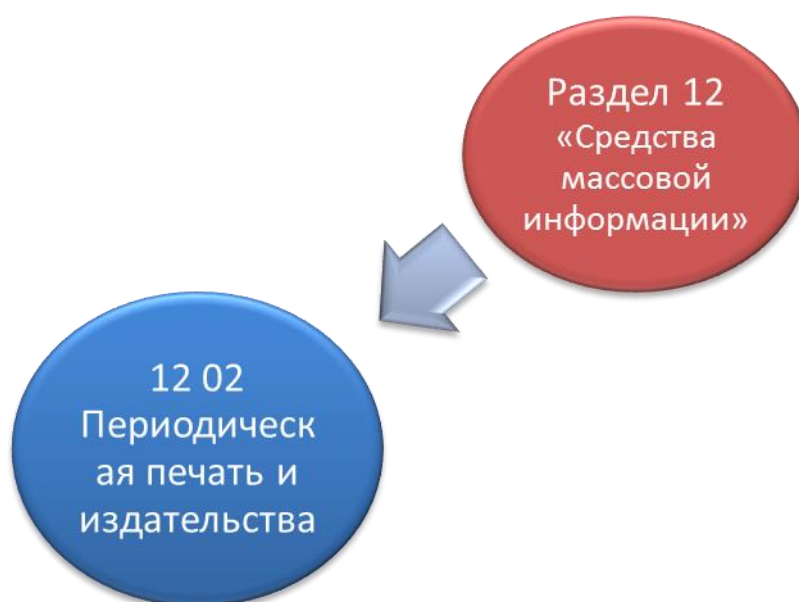 Раздел 12
«Средства
массовой
информации»
12 02
Периодическ
ая печать и
издательства